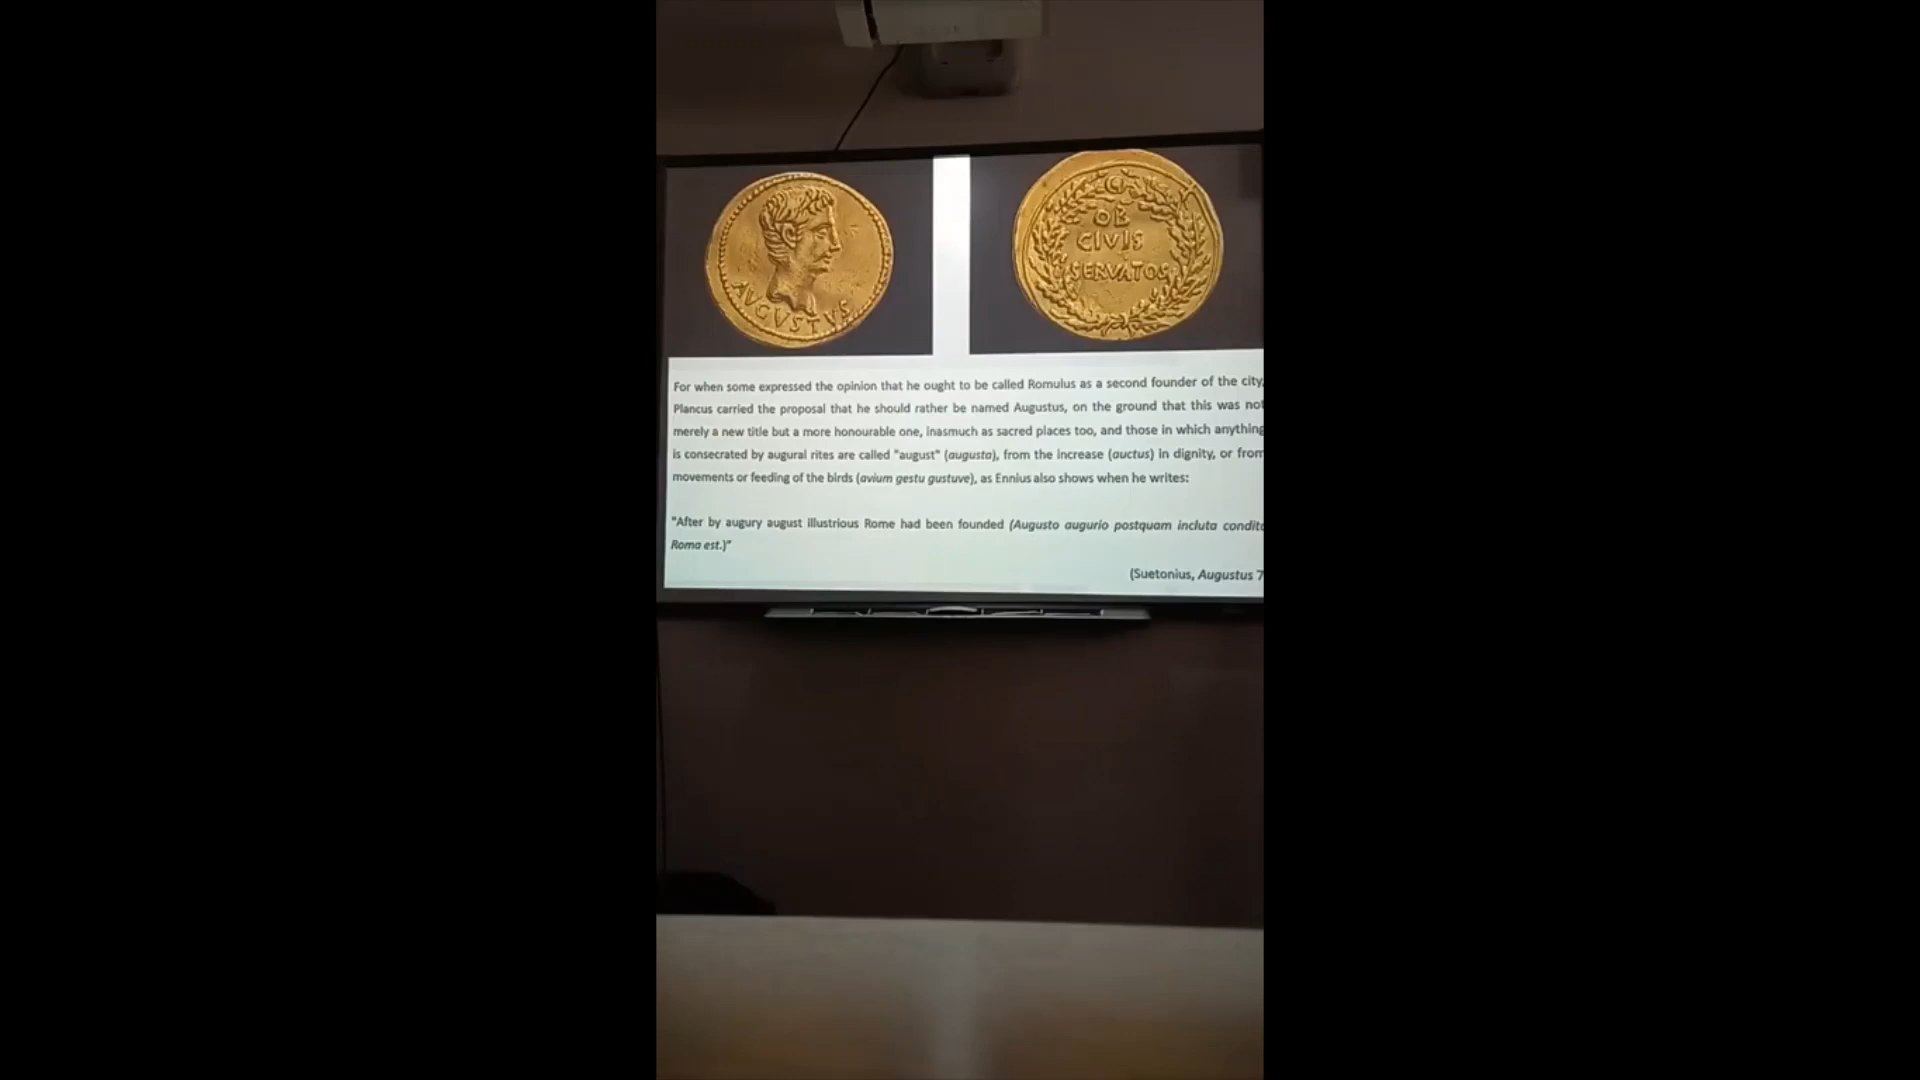 AVGVSTVS
OB
CIVIS
SERVATOS
For when some expressed the opinion that he ought to be called Romulus as a second founder of the city,
Plancus carried the proposal that he should rather be named Augustus, on the ground that this was not
merely a new title but a more honourable one, inasmuch as sacred places too, and those in which anything
is consecrated by augural rites are called "august" (augusta), from the increase (auctus) in dignity, or from
movements or feeding of the birds (avium gestu gustuve), as Ennius also shows when he writes:
"After by augury august illustrious Rome had been founded (Augusto augurio postquam incluta condita
Roma est.)"
(Suetonius, Augustus 7